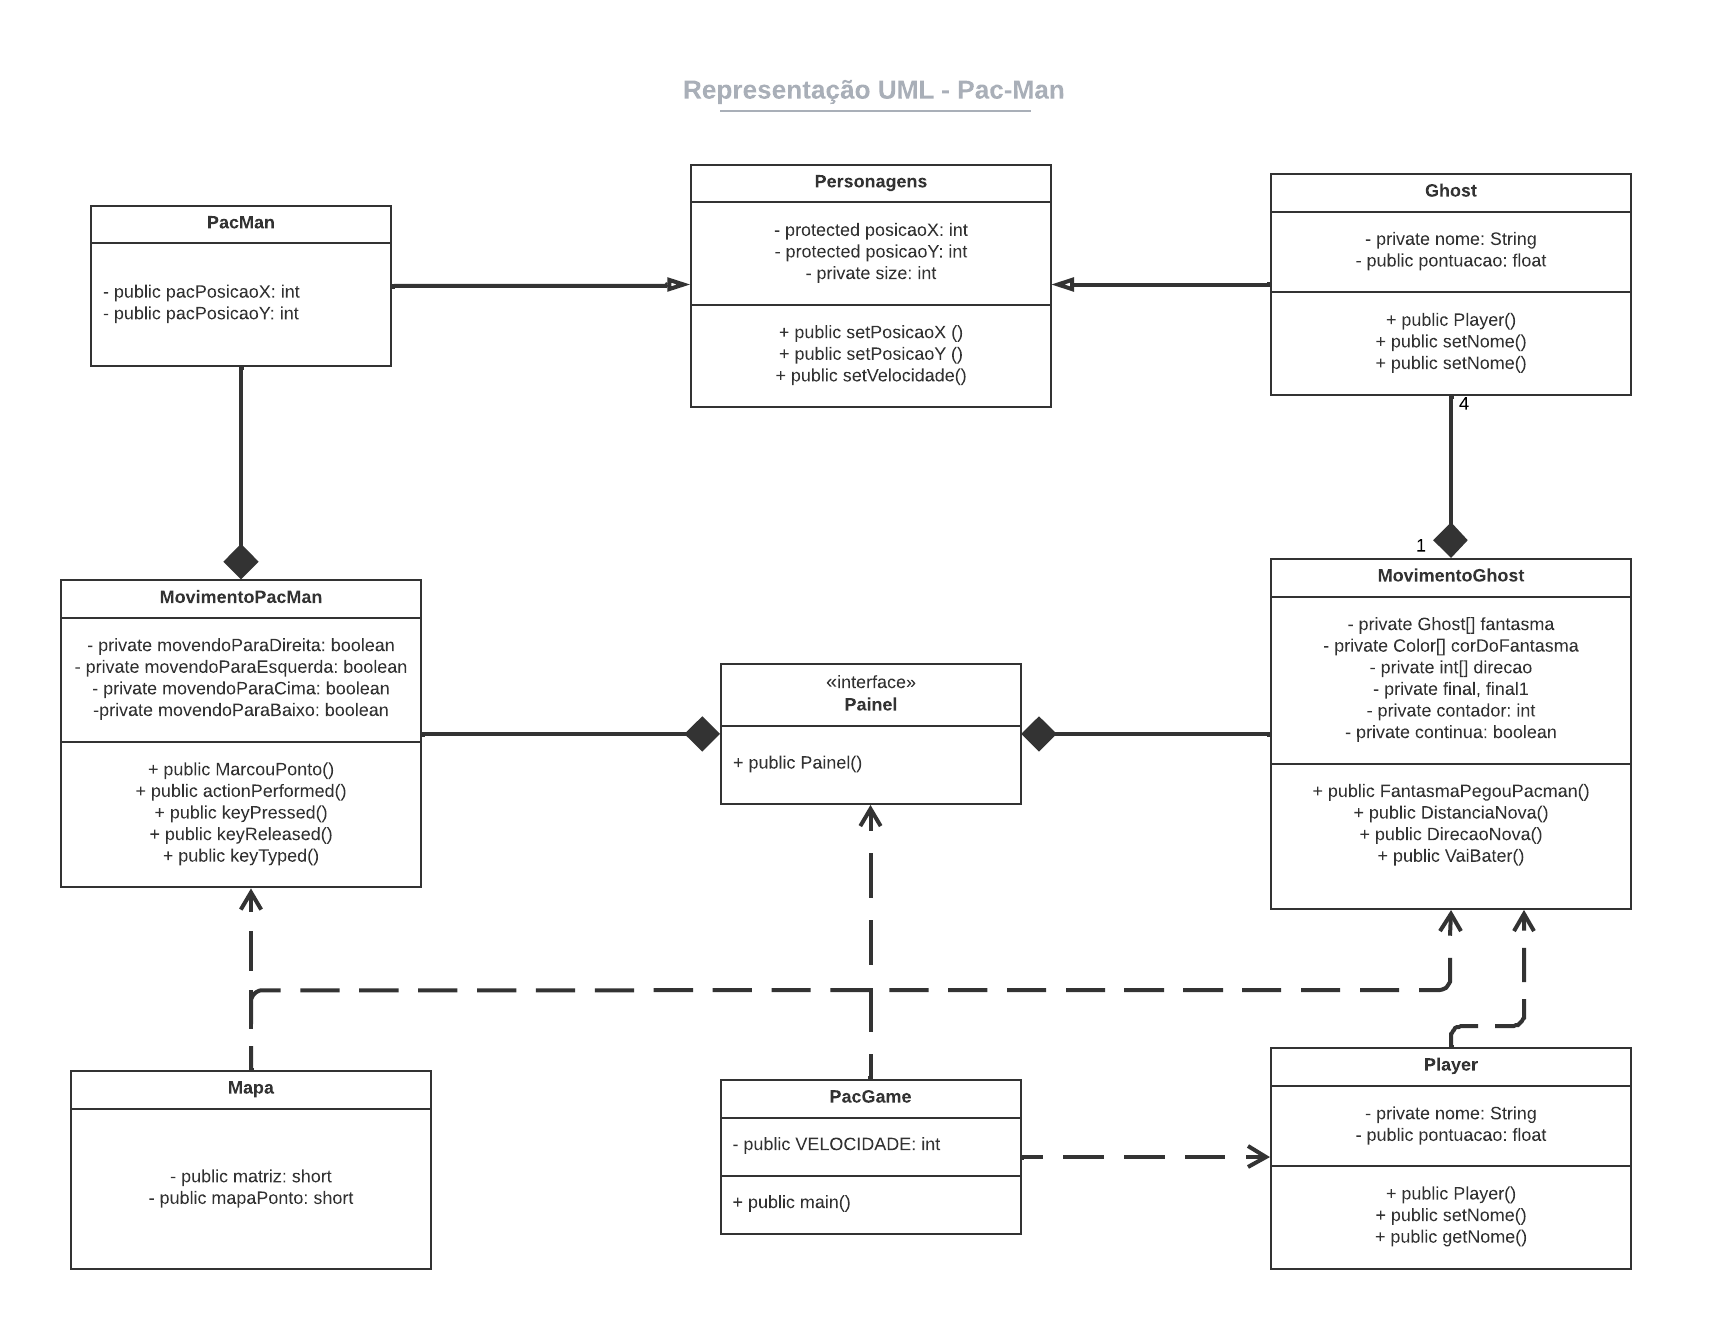 Representação UML - Pac-Man
PacMan
- public pacPosicaoX: int
- public pacPosicaoY: int
Personagens
- protected posicaoX: int
- protected posicaoY: int
- private size: int
+ public setPosicaoX ()
+ public setPosicaoY ()
+ public setVelocidade()
Ghost
- private nome: String
- public pontuacao: float
+ public Player()
+ public setNome()
+ public setNome()
4
1
MovimentoPacMan
- private movendoParaDireita: boolean
- private movendoParaEsquerda: boolean
- private movendoParaCima: boolean
-private movendoParaBaixo: boolean
+ public MarcouPonto()
+ public actionPerformed()
+ public keyPressed()
+ public keyReleased()
+ public keyTyped()
«interface»
Painel
+ public Painel()
MovimentoGhost
- private Ghost[] fantasma
- private Color[] corDoFantasma
- private int[] direcao
- private final, final1
- private contador: int
- private continua: boolean
+ public FantasmaPegouPacman()
+ public DistanciaNova()
+ public DirecaoNova()
+ public VaiBater()
Mapa
- public matriz: short
- public mapaPonto: short
PacGame
- public VELOCIDADE: int
+ public main()
Player
- private nome: String
- public pontuacao: float
+ public Player()
+ public setNome()
+ public getNome()